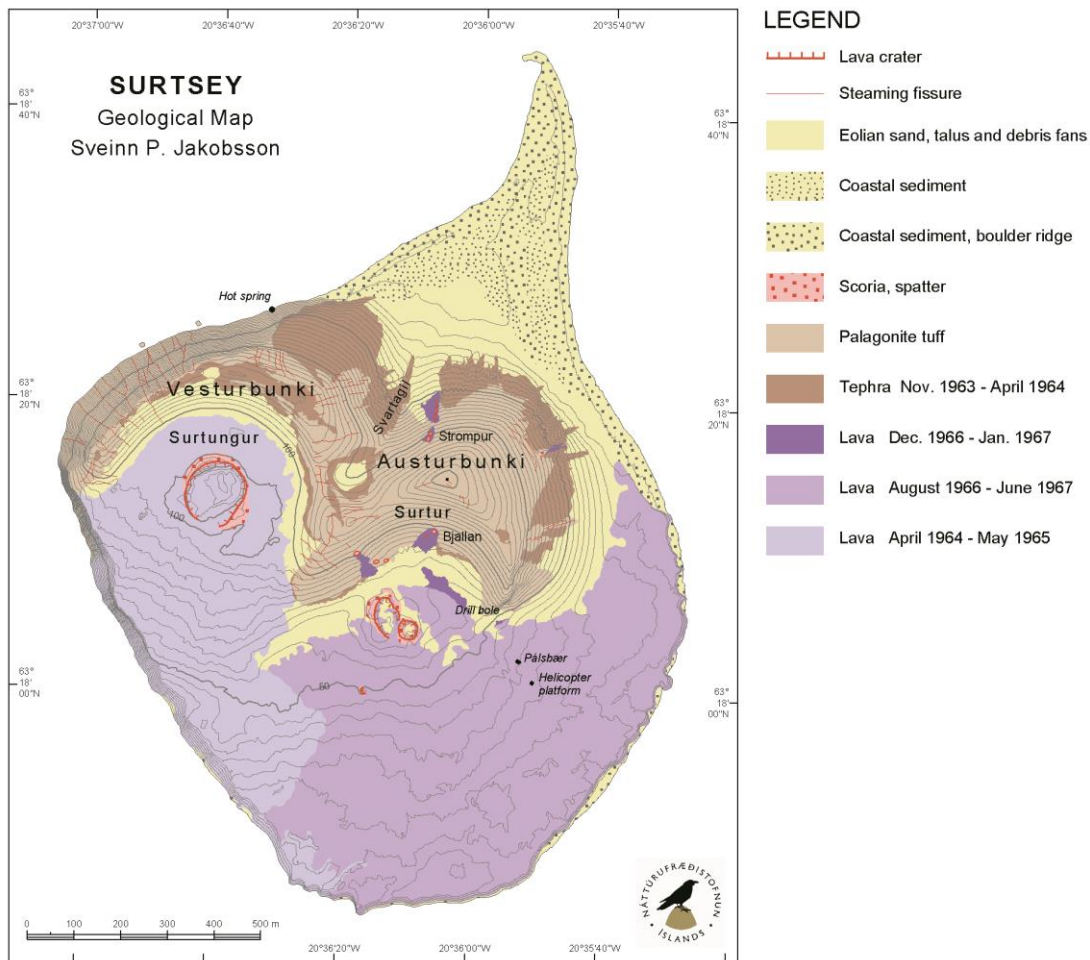 20°37'00"W
20°36'40"W
20°36'20"W
20°36'00"W
20°35'40"W
SURTSEY
Geological Map
Sveinn P. Jakobsson
63°
18'
40"N
63°
18'
40"N
Hot spring
Vesturbunki
Svartagil
63°
18'
20"N
63°
18'
20"N
Surtungur
100
Strompur
Austurbunki
100
Surtur
Bjallan
Drill bole
Pálsbær
Helicopter
platform
50
63°
18'
00"N
63°
18'
00"N
0 100 200 300 400 500 m
20°36'20"W
20°36'00"W
20°35'40"W
NÁTTÚRUFRÆÐISTOFNUN
ÍSLANDS
LEGEND
Lava crater
Steaming fissure
Eolian sand, talus and debris fans
Coastal sediment
Coastal sediment, boulder ridge
Scoria, spatter
Palagonite tuff
Tephra Nov. 1963 - April 1964
Lava Dec. 1966 - Jan. 1967
Lava August 1966 - June 1967
Lava April 1964 - May 1965